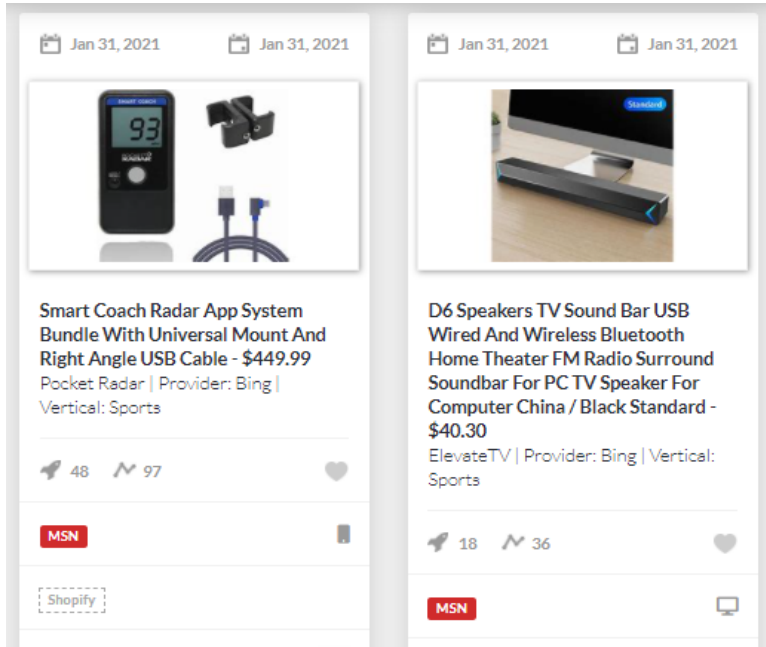 Jan 31, 2021
Jan 31, 2021
SMART COACH
93
RADAR
Smart Coach Radar App System
Bundle With Universal Mount And
Right Angle USB Cable - $449.99
Pocket Radar | Provider: Bing |
Vertical: Sports
48
97
MSN
Shopify
Jan 31, 2021
Jan 31, 2021
Standard
D6 Speakers TV Sound Bar USB
Wired And Wireless Bluetooth
Home Theater FM Radio Surround
Soundbar For PC TV Speaker For
Computer China / Black Standard -
$40.30
ElevateTV | Provider: Bing | Vertical:
Sports
18
36
MSN